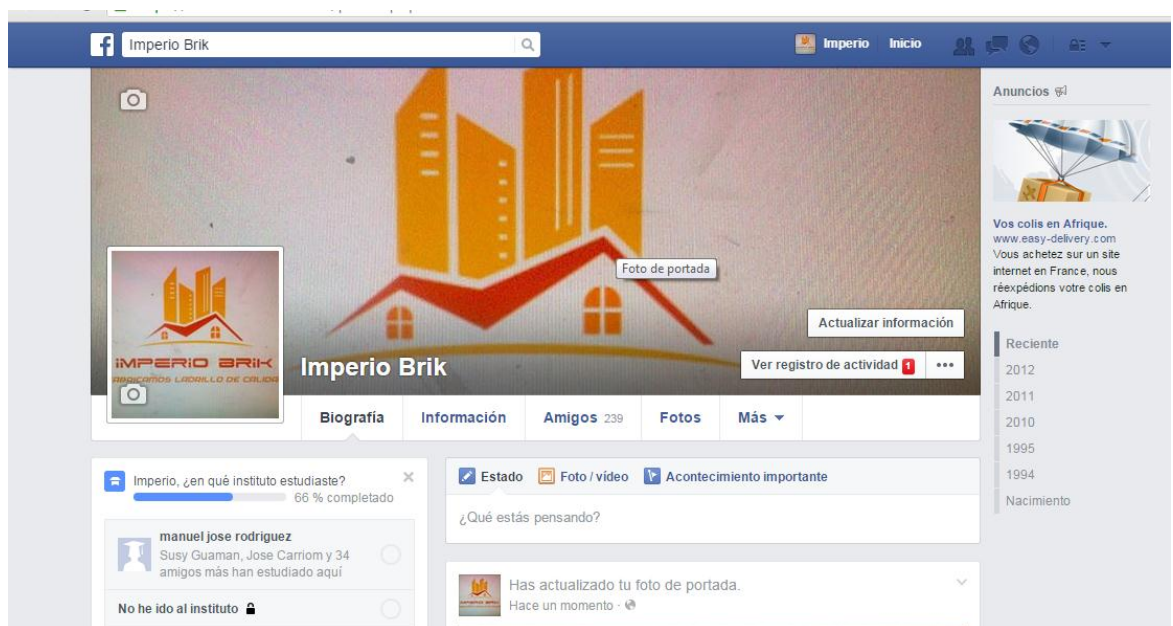 Imperio Brik
Imperio Inicio
Anuncios
Foto de portada
Vos colis en Afrique.
www.easy-delivery.com
Vous achetez sur un site
internet en France, nous
réexpédions votre colis en
Afrique.
Actualizar información
IMPERIO BRIK
Imperio Brik
Ver registro de actividad 1
Reciente
2012
2011
2010
1995
1994
Nacimiento
Biografía Información Amigos 239 Fotos Más
Imperio, ¿en qué instituto estudiaste?
66 % completado
manuel jose rodriguez
Susy Guaman, Jose Carriom y 34
amigos más han estudiado aquí
No he ido al instituto
Estado Foto / vídeo Acontecimiento importante
¿Qué estás pensando?
Has actualizado tu foto de portada.
Hace un momento ·